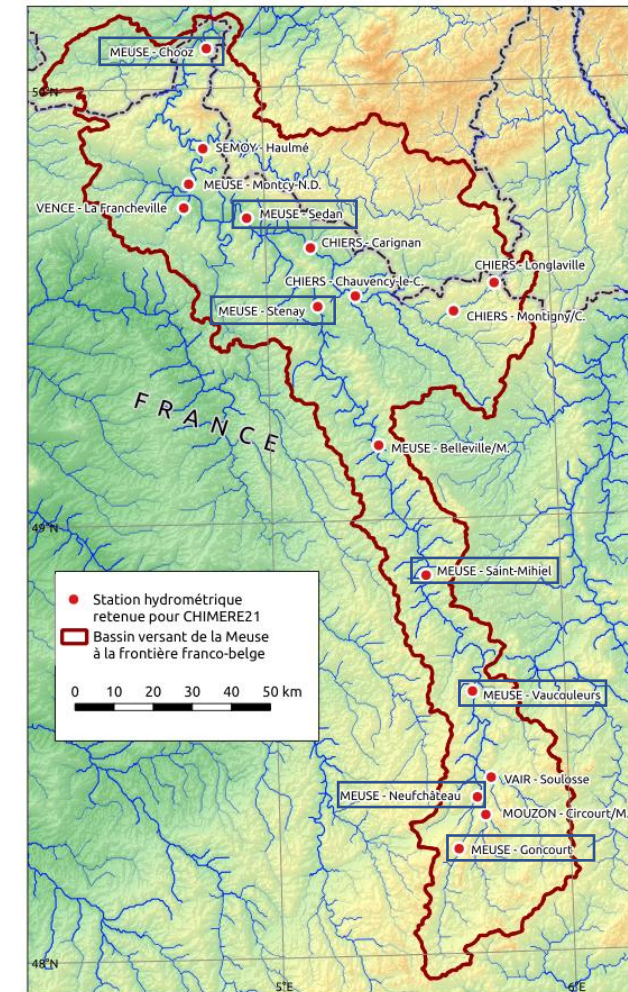 MEUSE - Chooz
50°N
SEMOY - Haulmé
MEUSE - Montcy-N.D.
VENCE - La Francheville
MEUSE - Sedan
CHIERS - Carignan
CHIERS - Longlaville
CHIERS - Chauvency-le-C.
MEUSE - Stenay
CHIERS - Montigny/C.
FRANCE
MEUSE - Belleville/M.
49°N
MEUSE - Saint-Mihiel
Station hydrométrique
retenue pour CHIMERE21
Bassin versant de la Meuse
à la frontière franco-belge
0 10 20 30 40 50 km
MEUSE - Vaucouleurs
VAIR - Soulosse
MEUSE - Neufchâteau
MOUZON - Circourt/M.
MEUSE - Goncourt
48°N
5°E
6°E